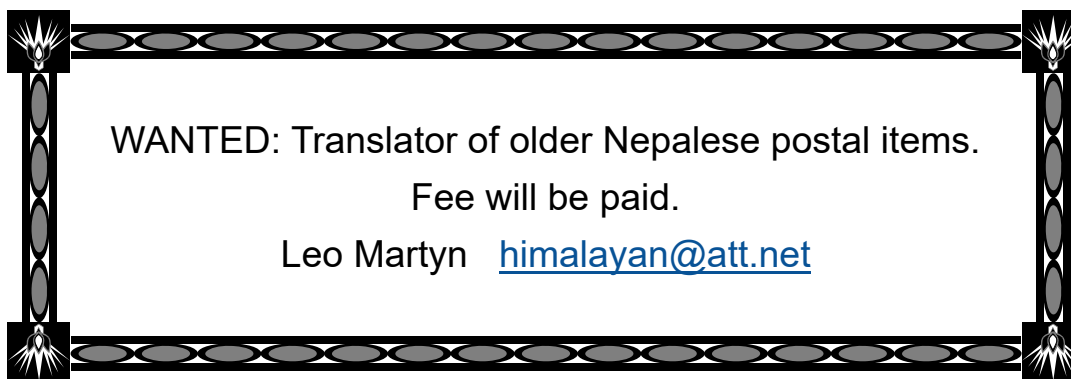 WANTED: Translator of older Nepalese postal items.
Fee will be paid.
Leo Martyn himalayan@att.net